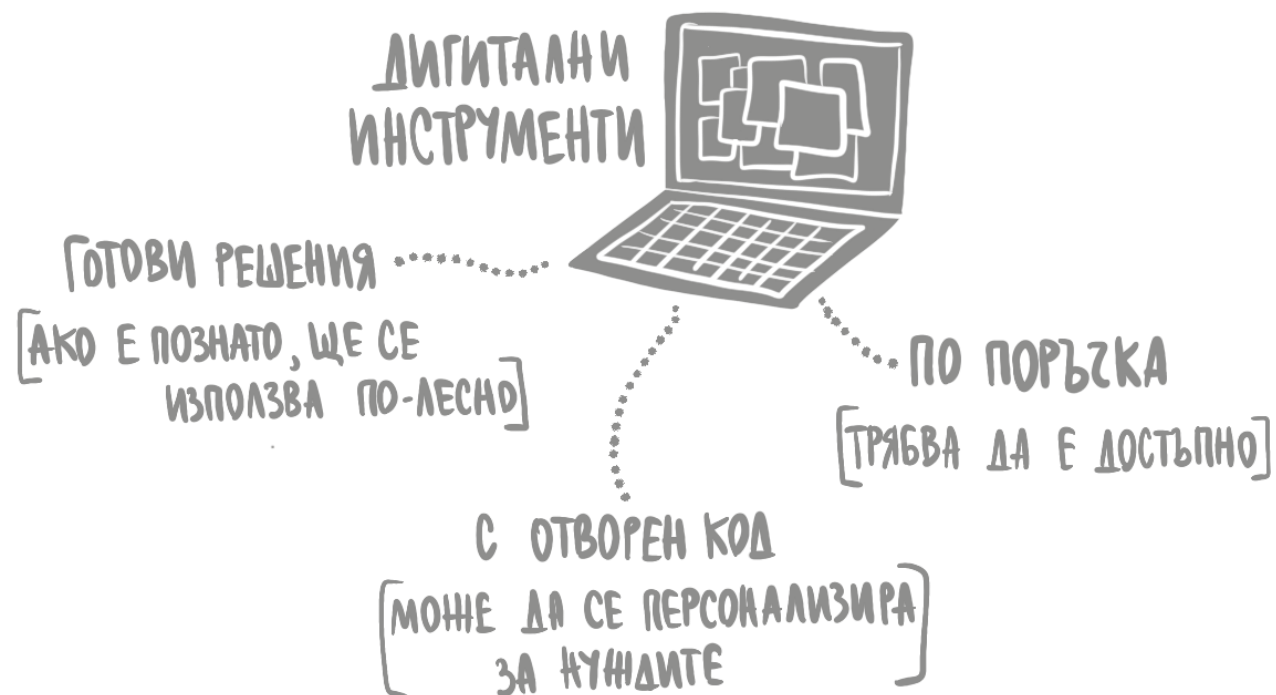 ДИГИТАЛНИ
ИНСТРУМЕНТИ
ГОТОВИ РЕШЕНИЯ
[АКО Е ПОЗНАТО, ЩЕ СЕ
ИЗПОЛЗВА ПО-ЛЕСНО]
ПО ПОРЪЧКА
[ТРЯБВА ДА Е ДОСТЪПНО]
С ОТВОРЕН КОД
[МОЖЕ ДА СЕ ПЕРСОНАЛИЗИРА
ЗА НУЖДИТЕ]